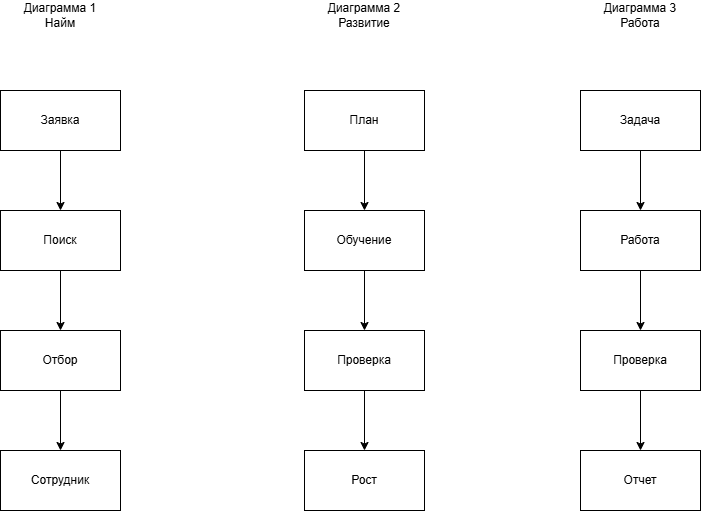 Диаграмма 1
Найм
Диаграмма 2
Развитие
Диаграмма 3
Работа
Заявка
План
Задача
Поиск
Обучение
Работа
Отбор
Проверка
Проверка
Сотрудник
Рост
Отчет